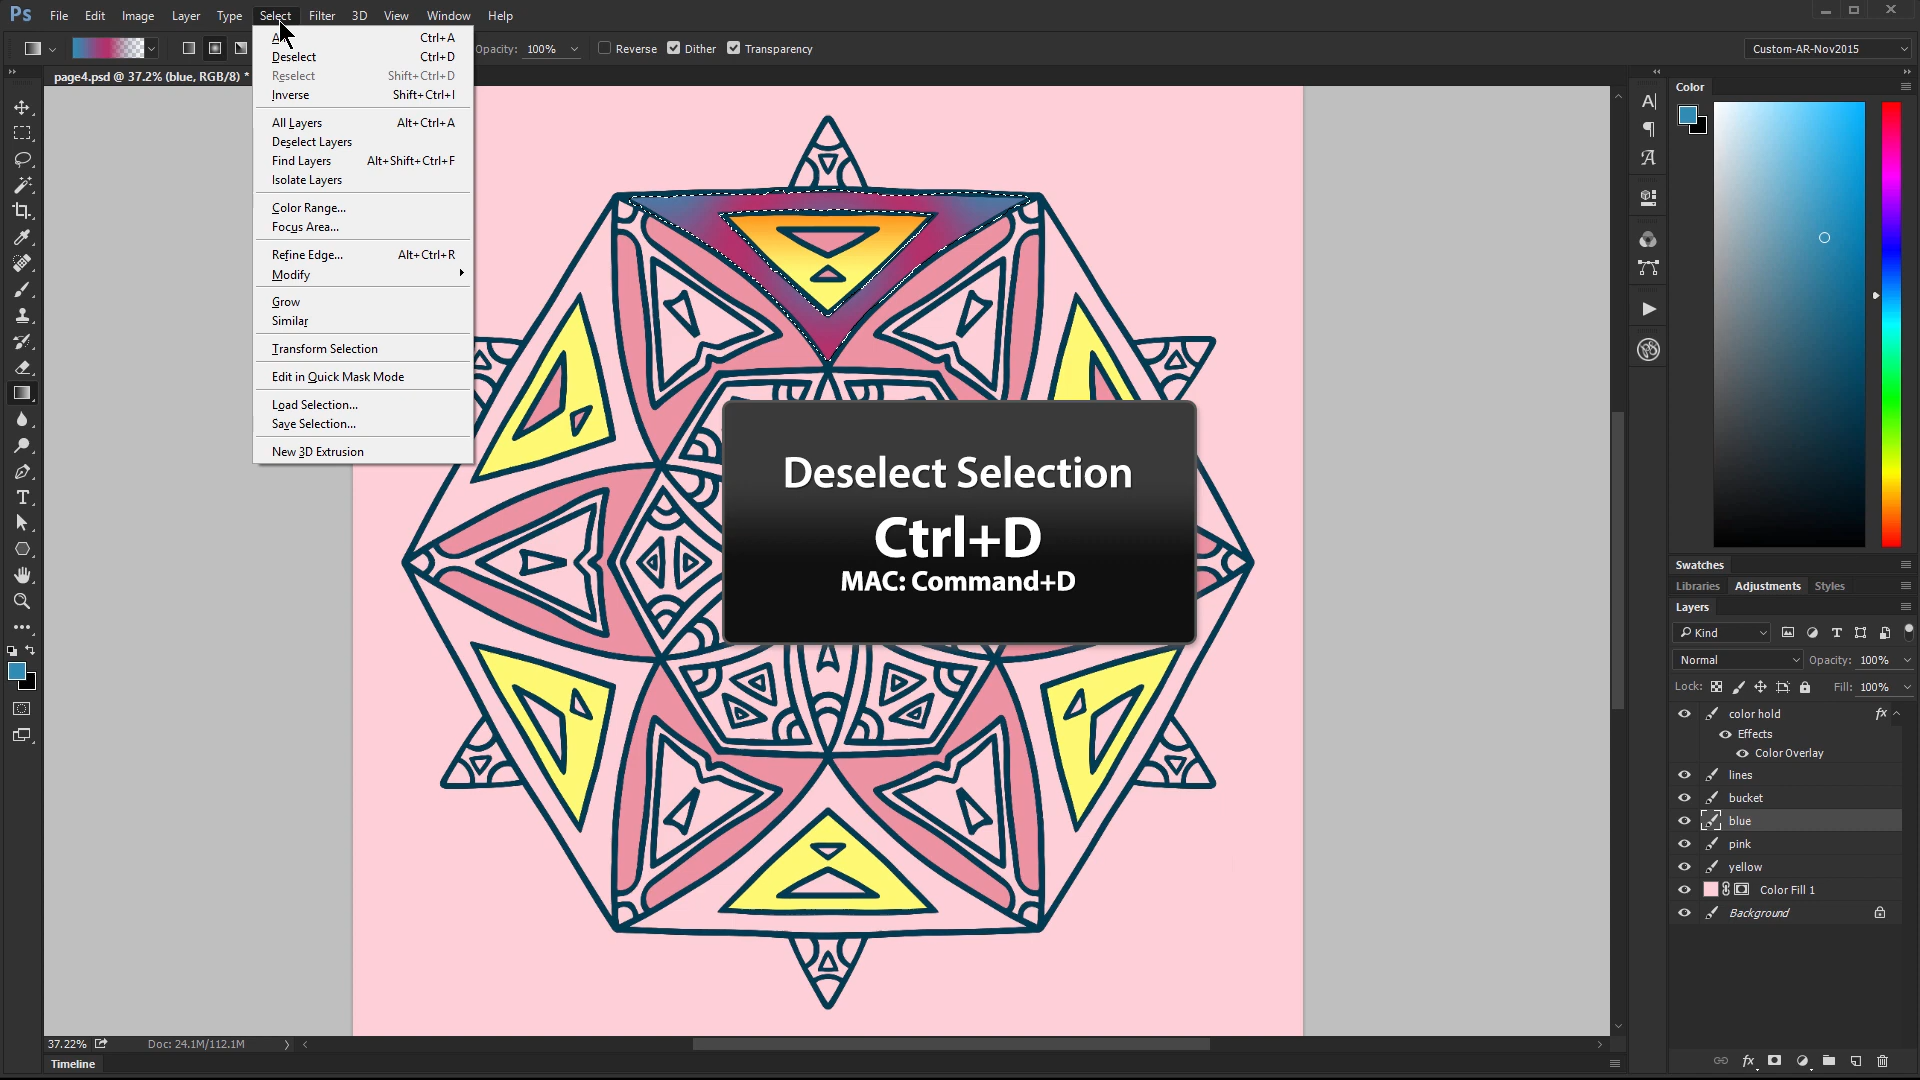 Ps File Edit Image Layer Type Select Filter 3D View Window Help
Opacity: 100% Reverse Dither Transparency Custom-AR-Nov2015
page4.psd @ 37.2% (blue, RGB/8) *
Ctrl+A
Deselect Ctrl+D
Reselect Shift+Ctrl+D
Inverse Shift+Ctrl+I
All Layers Alt+Ctrl+A
Deselect Layers
Find Layers Alt+Shift+Ctrl+F
Isolate Layers
Color Range...
Focus Area...
Refine Edge... Alt+Ctrl+R
Modify
Grow
Similar
Transform Selection
Edit in Quick Mask Mode
Load Selection...
Save Selection...
New 3D Extrusion
Deselect Selection
Ctrl+D
MAC: Command+D
Color
Swatches
Libraries Adjustments Styles
Layers
Kind
Normal Opacity: 100%
Lock: Fill: 100%
color hold fx
Effects
Color Overlay
lines
bucket
blue
pink
yellow
Color Fill 1
Background
fx
37.22% Doc: 24.1M/112.1M
Timeline